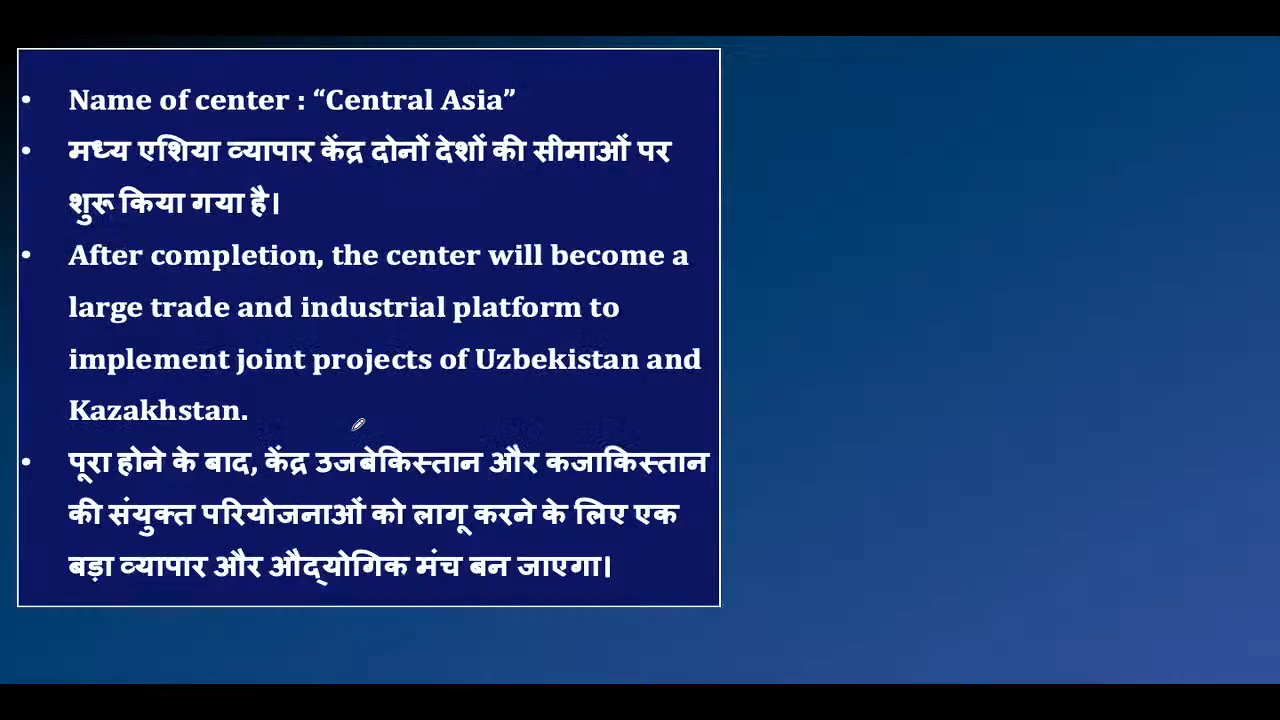 • Name of center : “Central Asia”
• मध्य एशिया व्यापार केंद्र दोनों देशों की सीमाओं पर
शुरू किया गया है।
• After completion, the center will become a
large trade and industrial platform to
implement joint projects of Uzbekistan and
Kazakhstan.
• पूरा होने के बाद, केंद्र उजबेकिस्तान और कजाकिस्तान
की संयुक्त परियोजनाओं को लागू करने के लिए एक
बड़ा व्यापार और औद्योगिक मंच बन जाएगा।